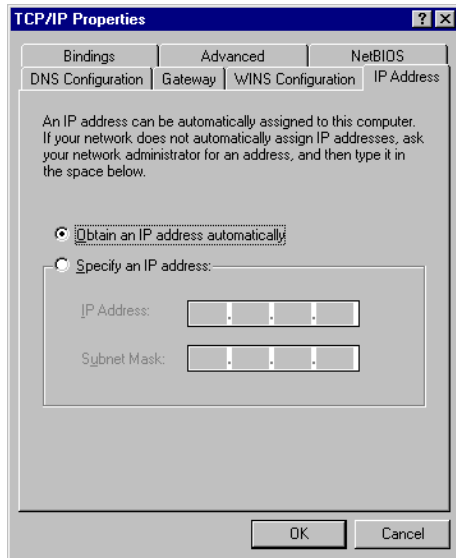 TCP/IP Properties
Bindings Advanced NetBIOS
DNS Configuration Gateway WINS Configuration IP Address
An IP address can be automatically assigned to this computer.
If your network does not automatically assign IP addresses, ask
your network administrator for an address, and then type it in
the space below.
Obtain an IP address automatically
Specify an IP address:
IP Address:
Subnet Mask:
OK Cancel